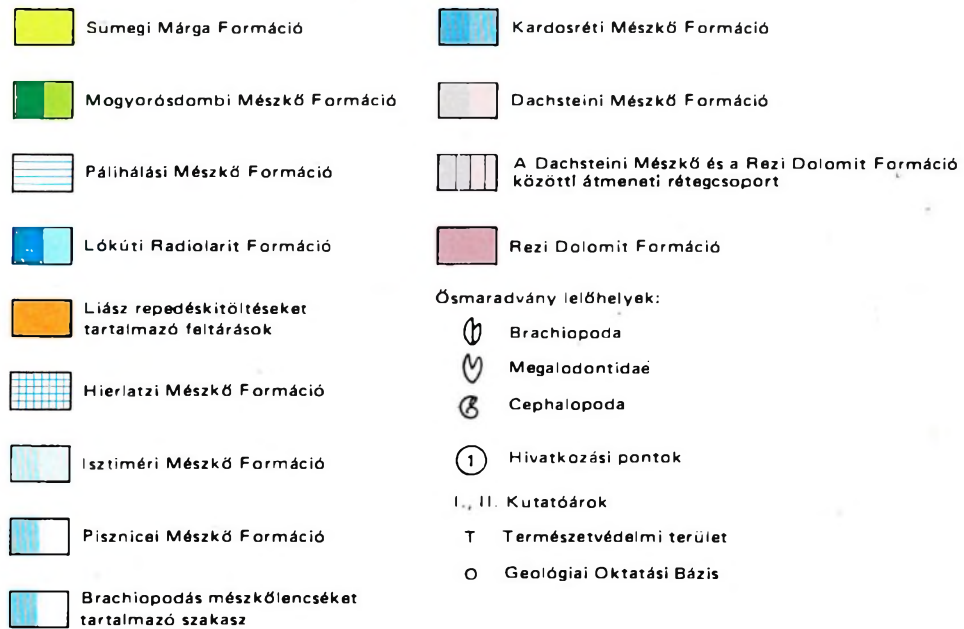 Sümegi Márga Formáció
Mogyorósdombi Mészkő Formáció
Pálihálási Mészkő Formáció
Lókúti Radiolarit Formáció
Liász repedéskitöltéseket
tartalmazó feltárások
Hierlatzi Mészkő Formáció
Isztiméri Mészkő Formáció
Pisznicei Mészkő Formáció
Brachiopodás mészkőlencséket
tartalmazó szakasz
Kardosréti Mészkő Formáció
Dachsteini Mészkő Formáció
A Dachsteini Mészkő és a Rezi Dolomit Formáció
közötti átmeneti rétegcsoport
Rezi Dolomit Formáció
Ősmaradvány lelőhelyek:
Brachiopoda
Megalodontidae
Cephalopoda
1 Hivatkozási pontok
I., II. Kutatóárok
T Természetvédelmi terület
O Geológiai Oktatási Bázis